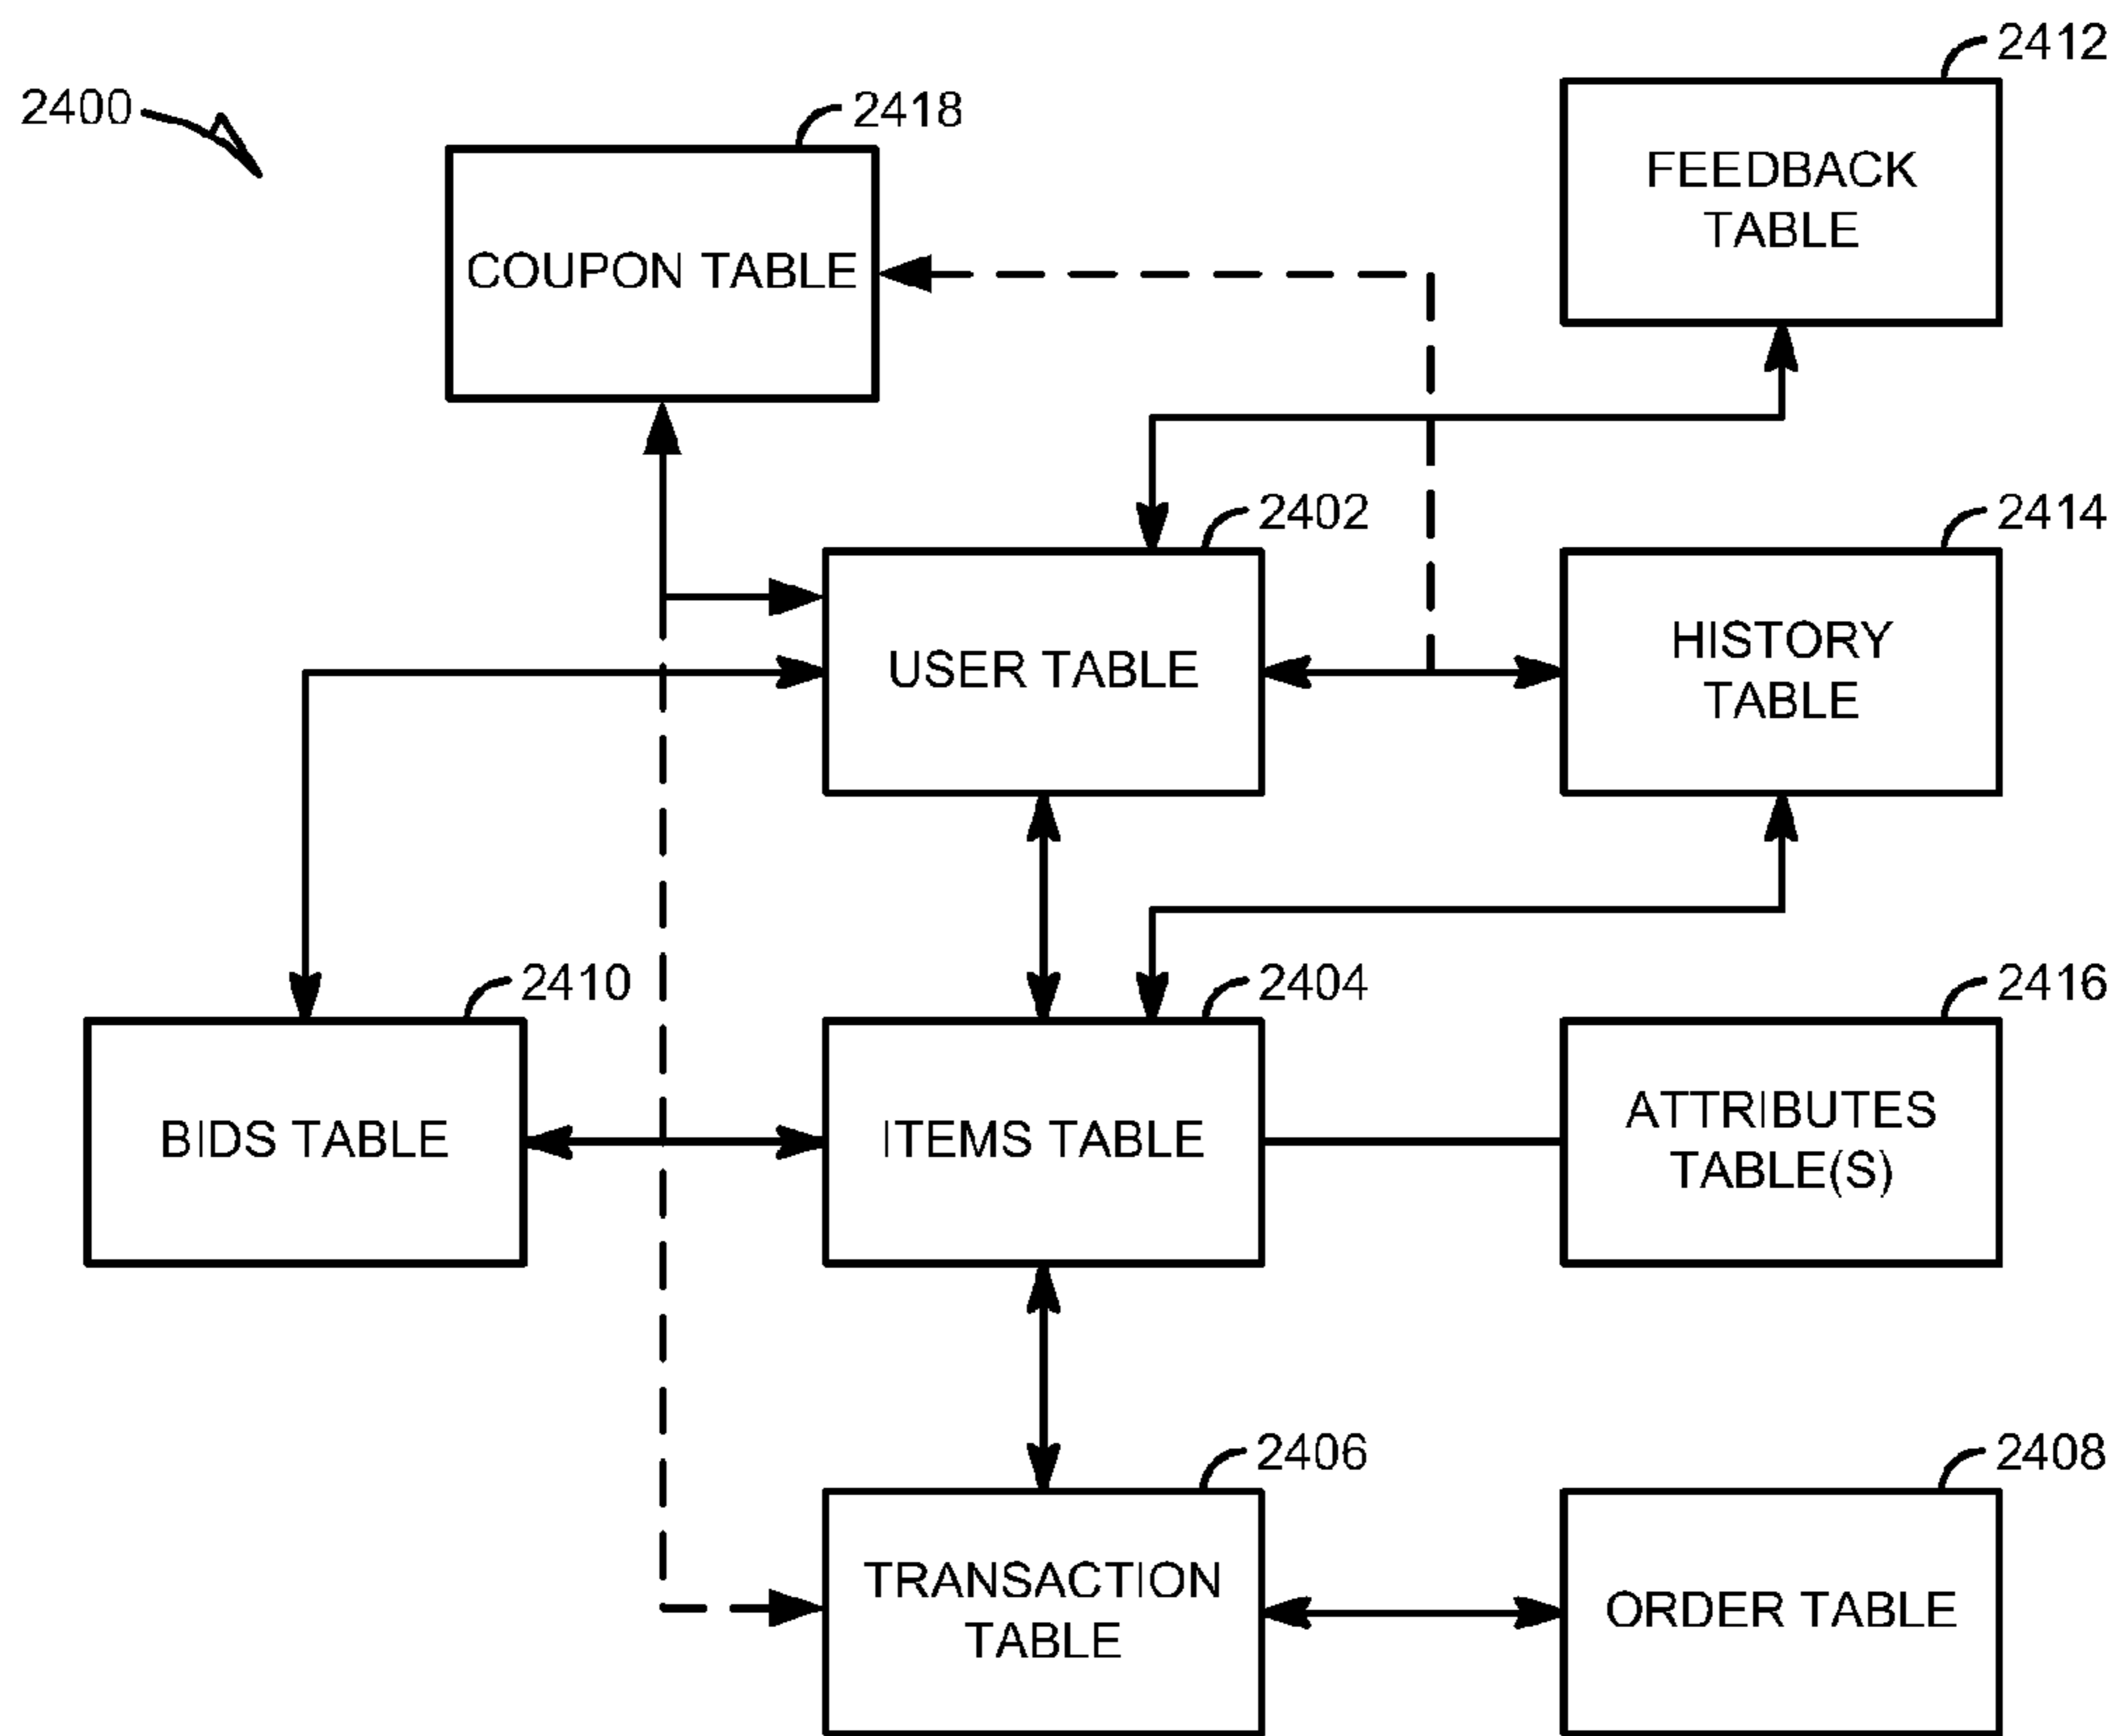 2400
2418
COUPON TABLE
2412
FEEDBACK
TABLE
2402
USER TABLE
2414
HISTORY
TABLE
2410
BIDS TABLE
2404
ITEMS TABLE
2416
ATTRIBUTES
TABLE(S)
2406
TRANSACTION
TABLE
2408
ORDER TABLE